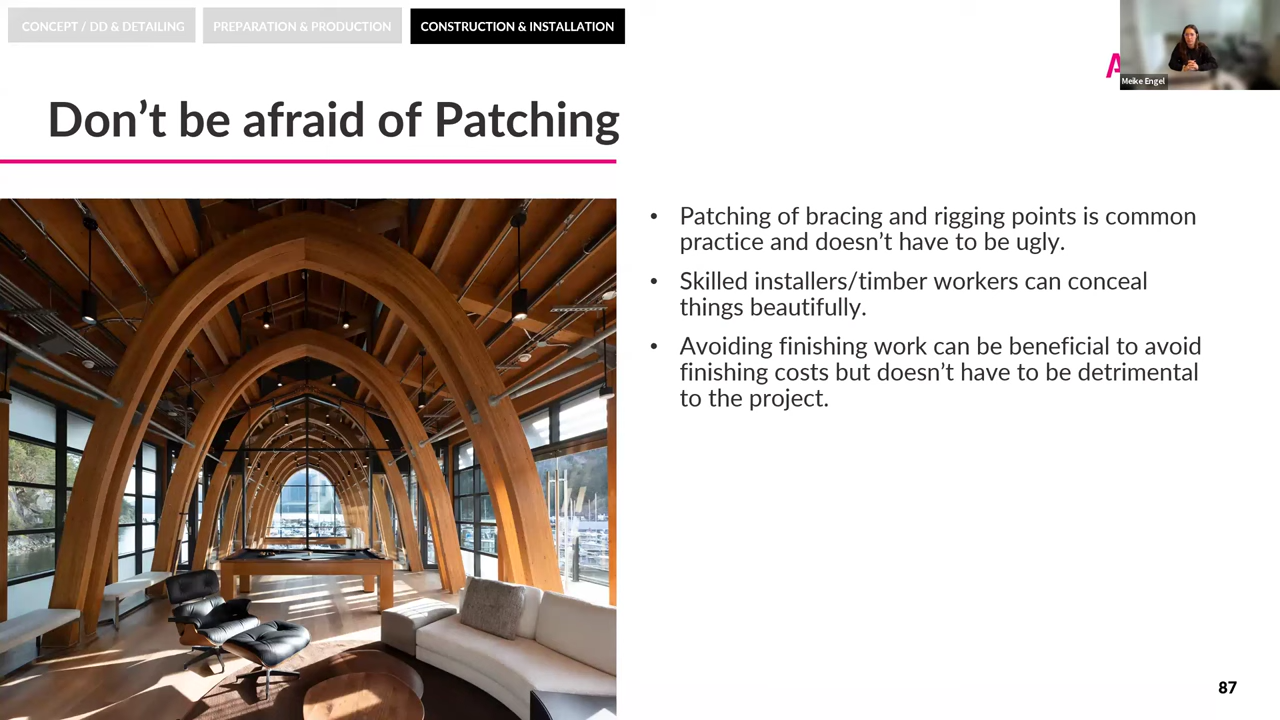 CONCEPT / DD & DETAILING
PREPARATION & PRODUCTION
CONSTRUCTION & INSTALLATION
A
Meike Engel
Don’t be afraid of Patching
• Patching of bracing and rigging points is common
practice and doesn’t have to be ugly.
• Skilled installers/timber workers can conceal
things beautifully.
• Avoiding finishing work can be beneficial to avoid
finishing costs but doesn’t have to be detrimental
to the project.
87